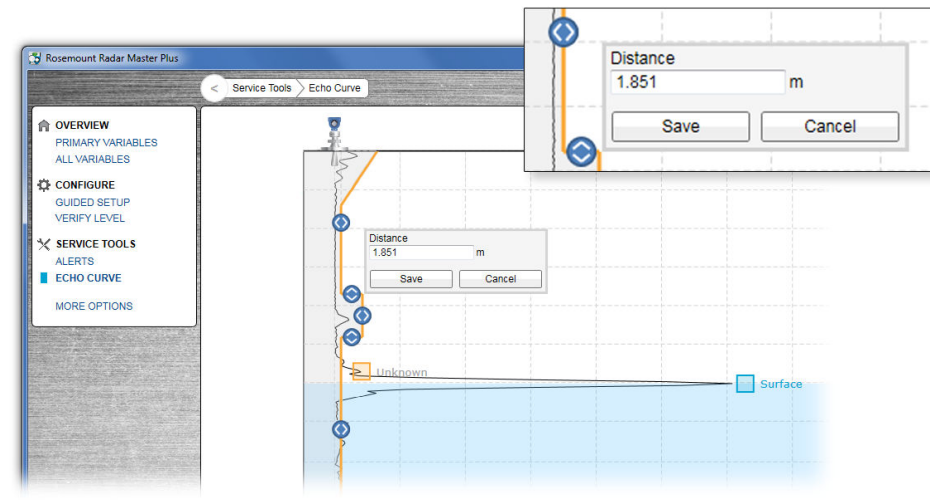 Rosemount Radar Master Plus
< Service Tools Echo Curve
OVERVIEW
PRIMARY VARIABLES
ALL VARIABLES
CONFIGURE
GUIDED SETUP
VERIFY LEVEL
SERVICE TOOLS
ALERTS
ECHO CURVE
MORE OPTIONS
Distance
1.851 m
Save Cancel
Unknown
Surface
Distance
1.851 m
Save Cancel